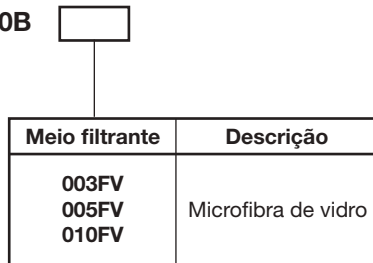 0B
Meio filtrante Descrição
003FV
005FV Microfibra de vidro
010FV